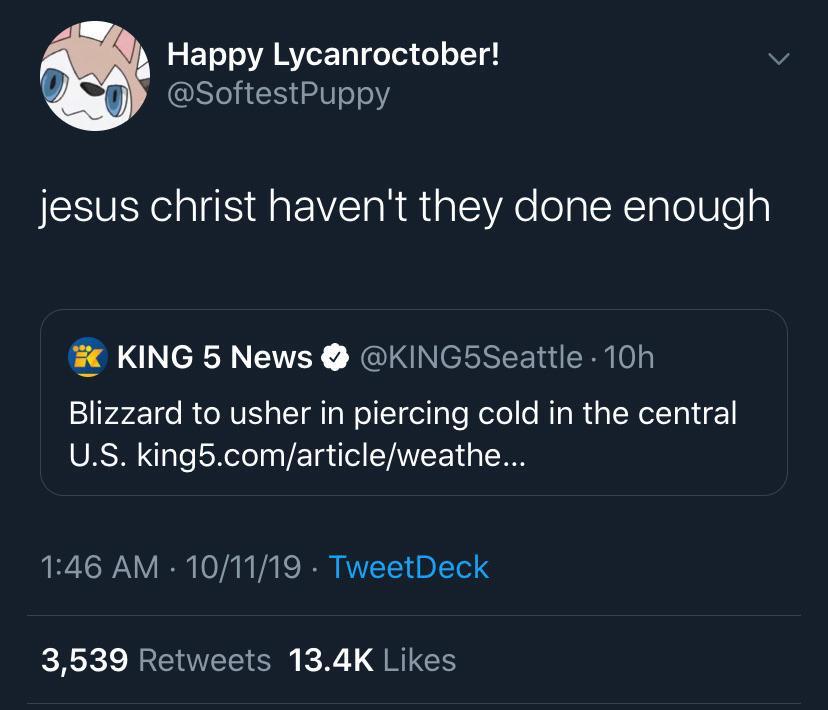 Happy Lycanroctober!
@SoftestPuppy
jesus christ haven't they done enough
KING 5 News @KING5Seattle · 10h
Blizzard to usher in piercing cold in the central
U.S. king5.com/article/weathe...
1:46 AM · 10/11/19 · TweetDeck
3,539 Retweets 13.4K Likes